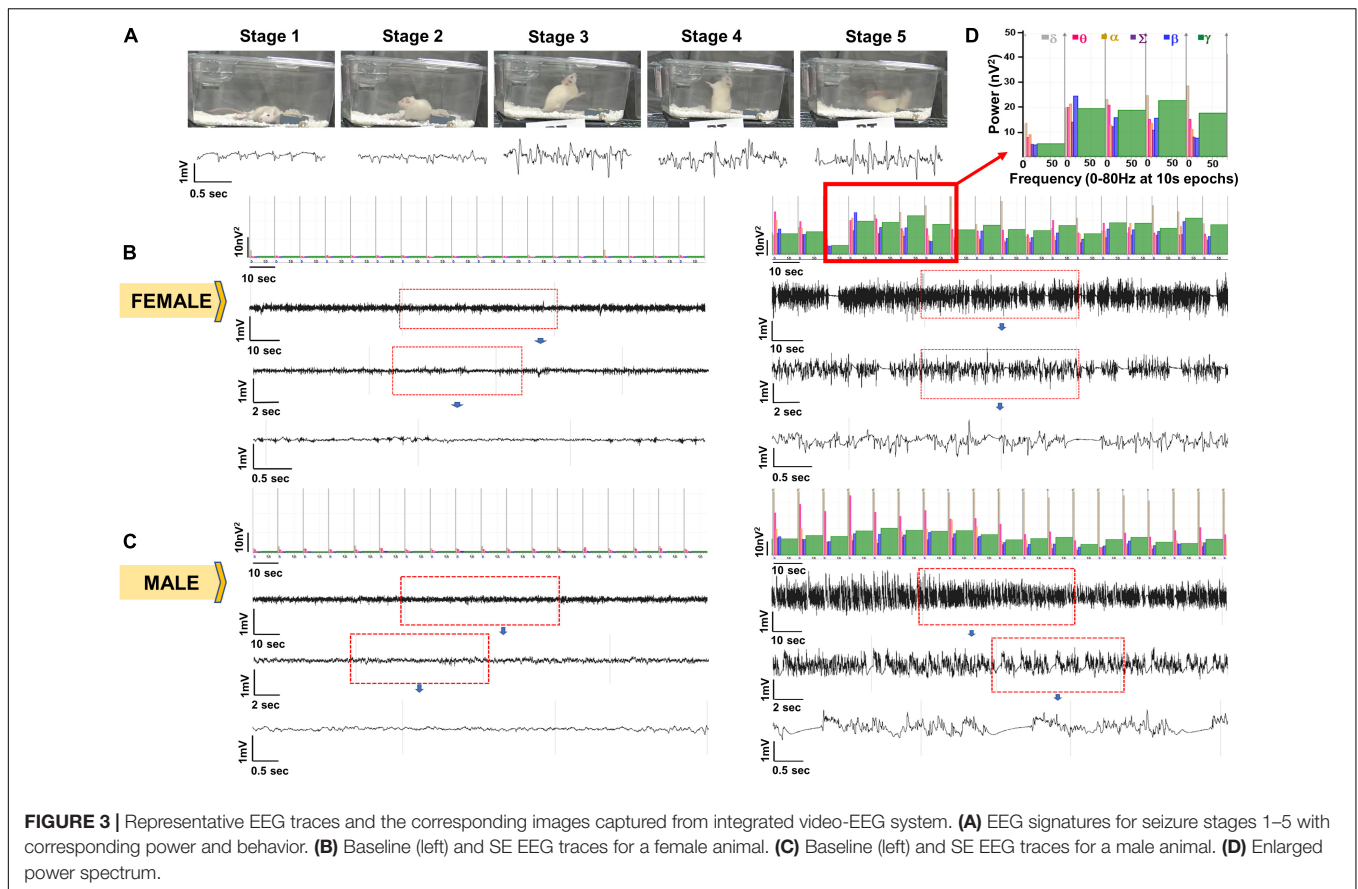 A
Stage 1
Stage 2
Stage 3
Stage 4
Stage 5
1mV
0.5 sec
D
50
40
30
20
10
0
δ θ α Σ β γ
Power (nV²)
0 50 0 50 0 50 0 50 0 50
Frequency (0-80Hz at 10s epochs)
B
FEMALE
10nV²
10 sec
1mV
10 sec
1mV
2 sec
1mV
0.5 sec
10nV²
10 sec
1mV
10 sec
1mV
2 sec
1mV
0.5 sec
C
MALE
10nV²
10 sec
1mV
10 sec
1mV
2 sec
1mV
0.5 sec
10nV²
10 sec
1mV
10 sec
1mV
2 sec
1mV
0.5 sec
FIGURE 3 | Representative EEG traces and the corresponding images captured from integrated video-EEG system. (A) EEG signatures for seizure stages 1–5 with
corresponding power and behavior. (B) Baseline (left) and SE EEG traces for a female animal. (C) Baseline (left) and SE EEG traces for a male animal. (D) Enlarged
power spectrum.